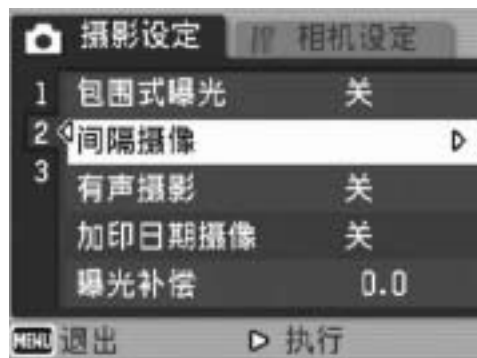 摄影设定 相机设定
1 包围式曝光 关
2 间隔摄像
3 有声摄影 关
加印日期摄像 关
曝光补偿 0.0
MENU 退出 执行